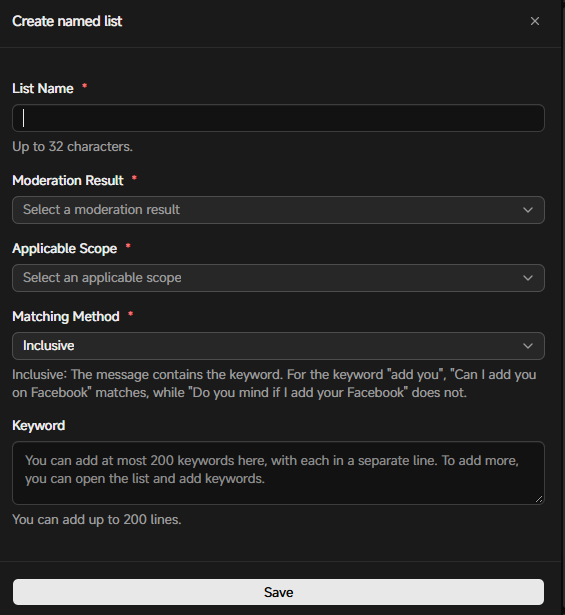 Create named list
List Name *
Up to 32 characters.
Moderation Result *
Select a moderation result
Applicable Scope *
Select an applicable scope
Matching Method *
Inclusive
Inclusive: The message contains the keyword. For the keyword "add you", "Can I add you
on Facebook" matches, while "Do you mind if I add your Facebook" does not.
Keyword
You can add at most 200 keywords here, with each in a separate line. To add more,
you can open the list and add keywords.
You can add up to 200 lines.
Save